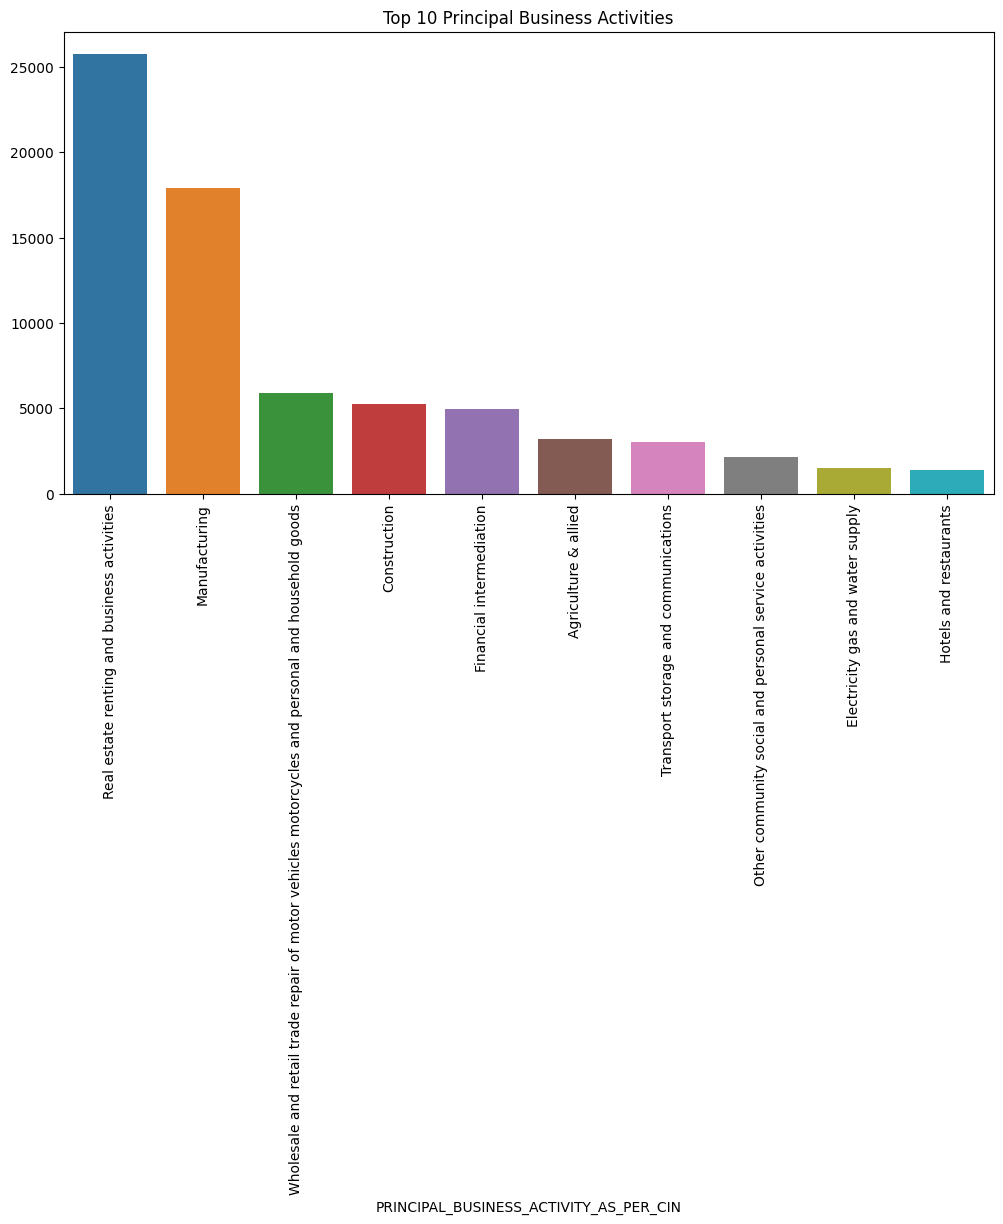 Top 10 Principal Business Activities
25000
20000
15000
10000
5000
0
Real estate renting and business activities
Manufacturing
Wholesale and retail trade repair of motor vehicles motorcycles and personal and household goods
Construction
Financial intermediation
Agriculture & allied
Transport storage and communications
Other community social and personal service activities
Electricity gas and water supply
Hotels and restaurants
PRINCIPAL_BUSINESS_ACTIVITY_AS_PER_CIN